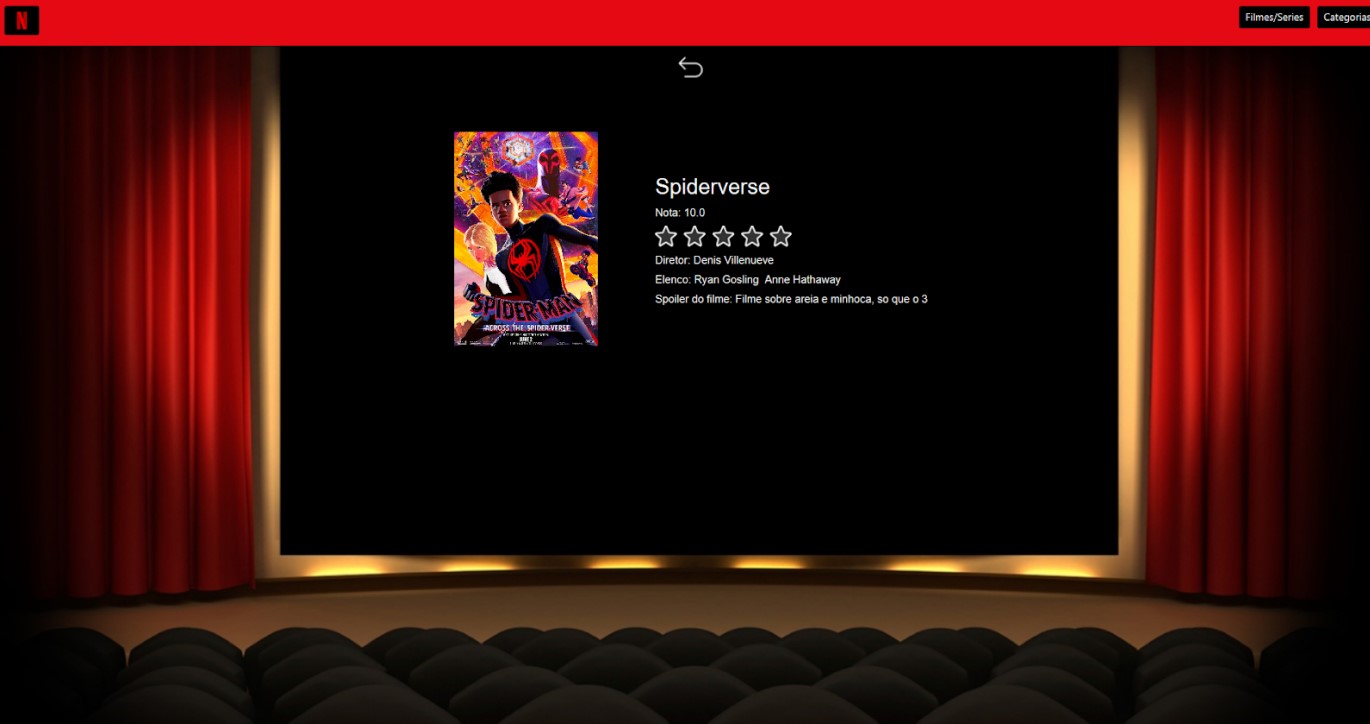 N
Filmes/Series
Categorias
SPIDER-MAN
ACROSS THE SPIDER-VERSE
Spiderverse
Nota: 10.0
Diretor: Denis Villenueve
Elenco: Ryan Gosling  Anne Hathaway
Spoiler do filme: Filme sobre areia e minhoca, so que o 3